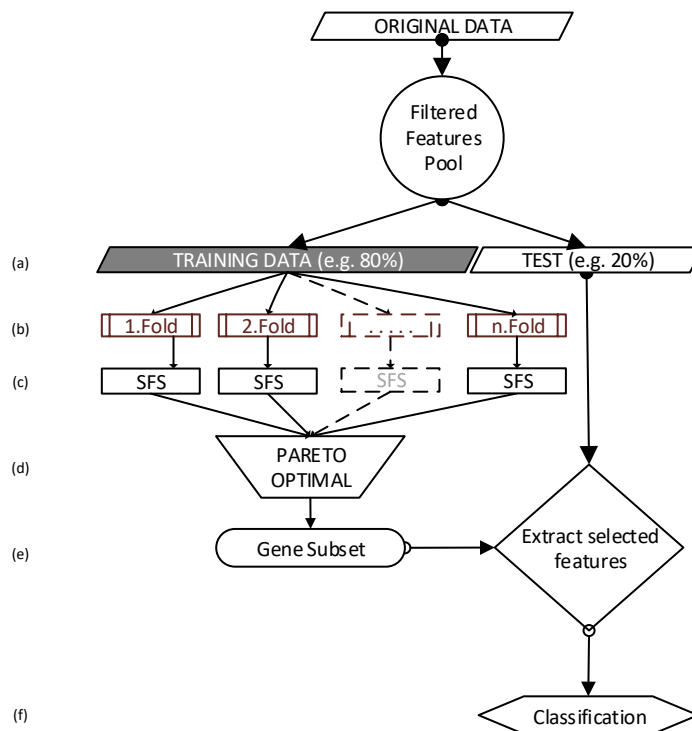 ORIGINAL DATA
Filtered
Features
Pool
(a) TRAINING DATA (e.g. 80%) TEST (e.g. 20%)
(b) 1.Fold 2.Fold ..... n.Fold
(c) SFS SFS SFS SFS
(d) PARETO
OPTIMAL
(e) Gene Subset Extract selected
features
(f) Classification